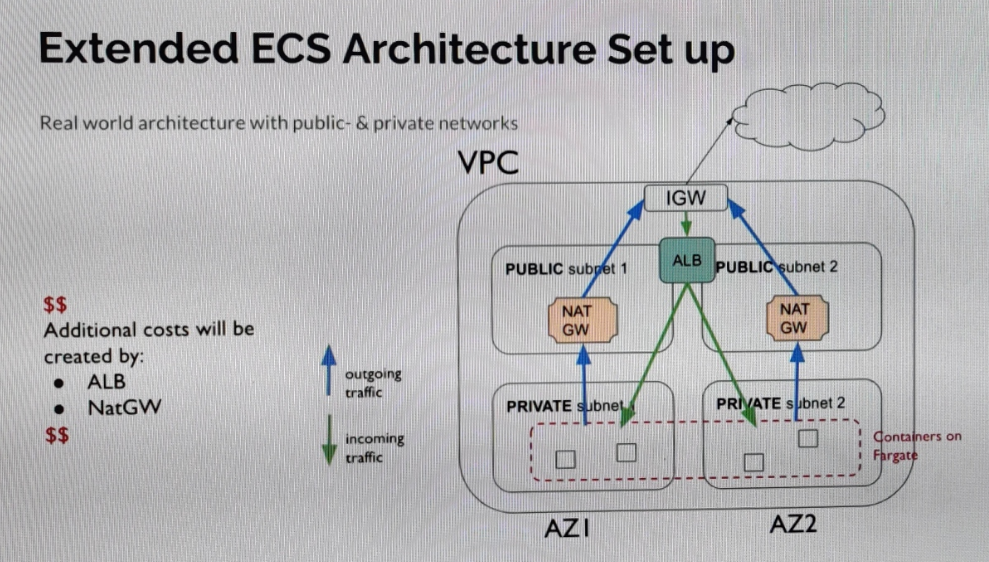 Extended ECS Architecture Set up
Real world architecture with public- & private networks
VPC
IGW
ALB
PUBLIC subnet 1
PUBLIC subnet 2
NAT
GW
NAT
GW
PRIVATE subnet 1
PRIVATE subnet 2
Containers on
Fargate
AZ1
AZ2
$$
Additional costs will be
created by:
● ALB
● NatGW
$$
outgoing
traffic
incoming
traffic